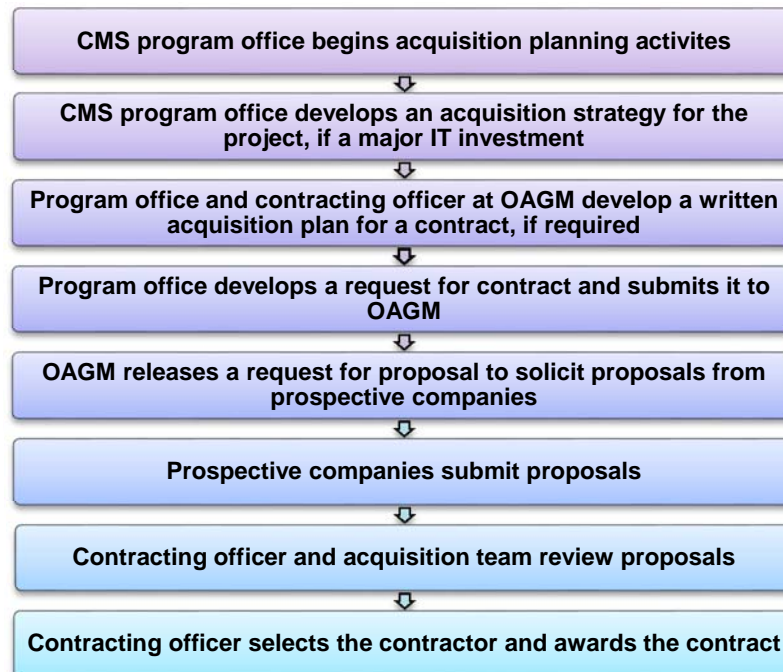 CMS program office begins acquisition planning activites
CMS program office develops an acquisition strategy for the
project, if a major IT investment
Program office and contracting officer at OAGM develop a written
acquisition plan for a contract, if required
Program office develops a request for contract and submits it to
OAGM
OAGM releases a request for proposal to solicit proposals from
prospective companies
Prospective companies submit proposals
Contracting officer and acquisition team review proposals
Contracting officer selects the contractor and awards the contract